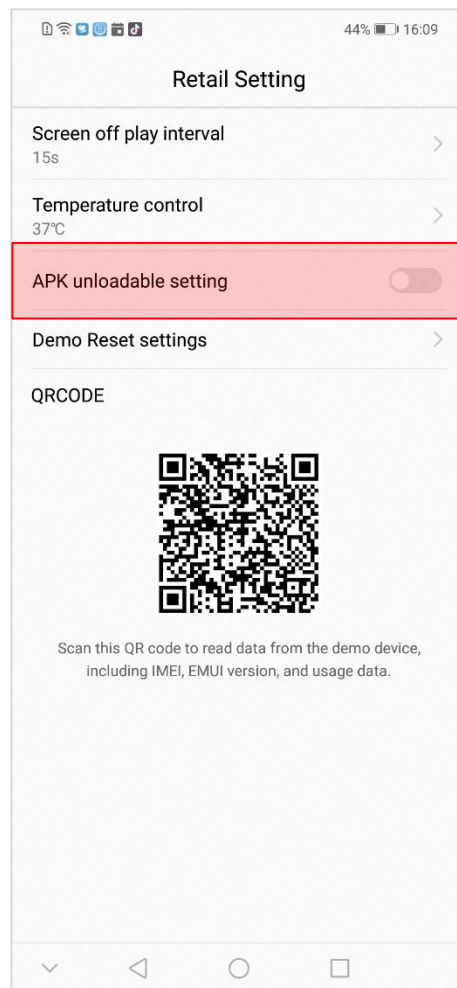 44% 16:09
Retail Setting
Screen off play interval
15s
Temperature control
37℃
APK unloadable setting
Demo Reset settings
QRCODE
Scan this QR code to read data from the demo device,
including IMEI, EMUI version, and usage data.